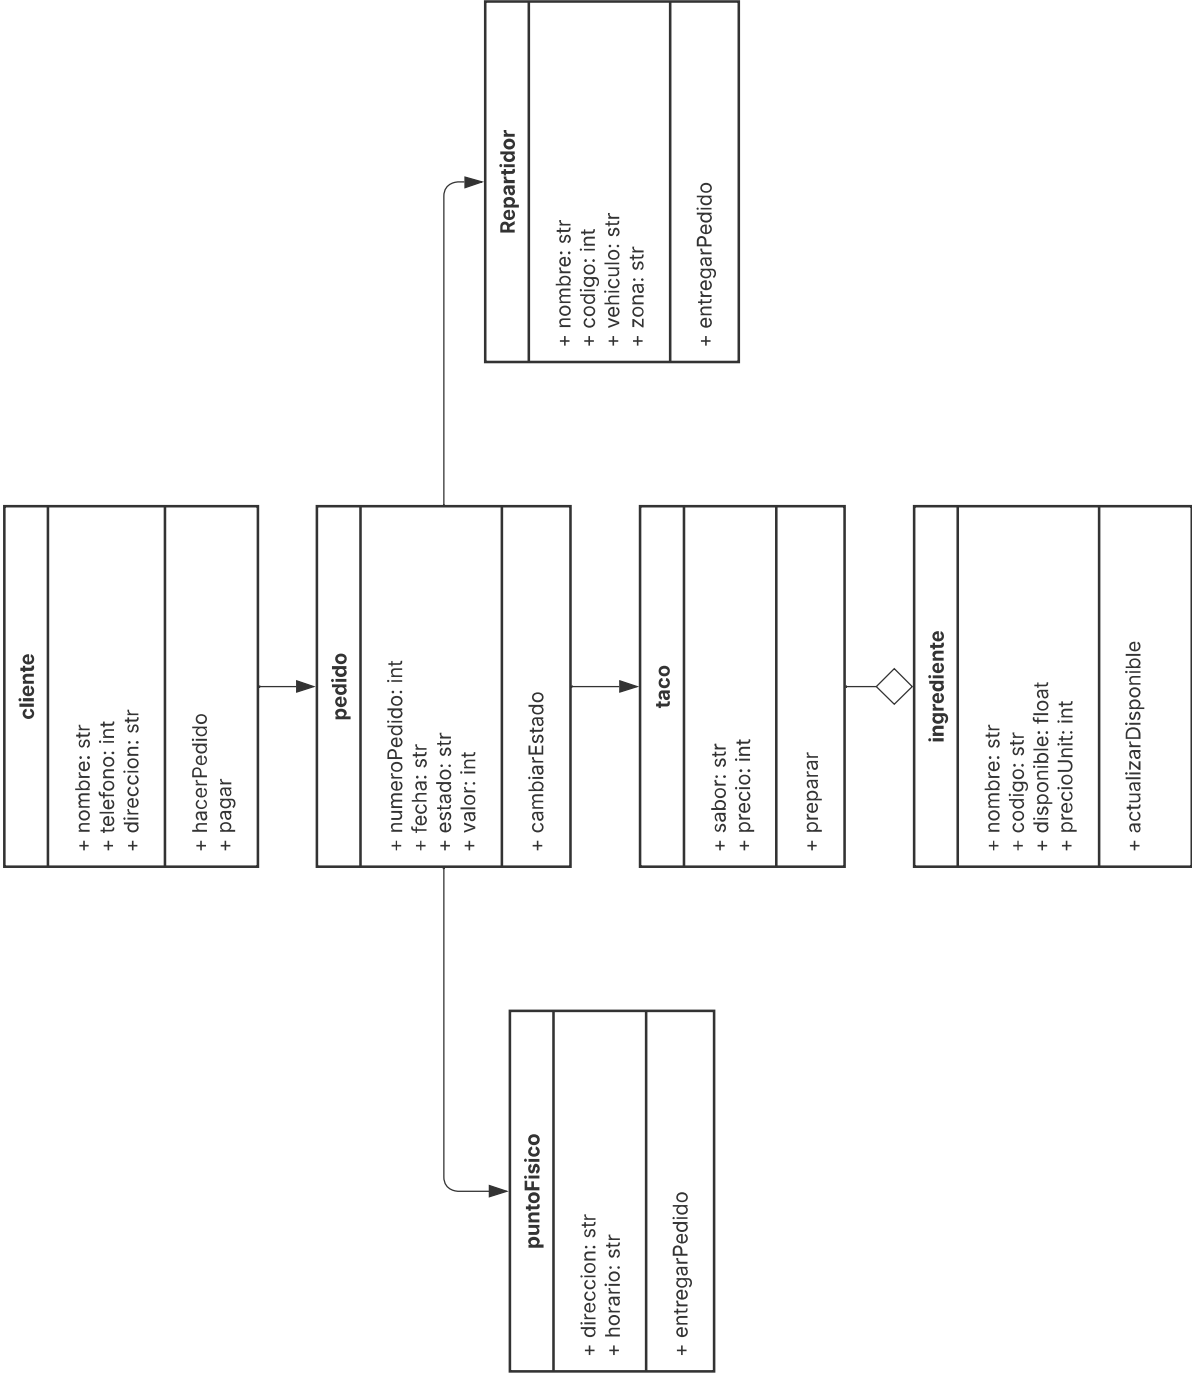 cliente
+ nombre: str
+ telefono: int
+ direccion: str
+ hacerPedido
+ pagar
pedido
+ numeroPedido: int
+ fecha: str
+ estado: str
+ valor: int
+ cambiarEstado
puntoFisico
+ direccion: str
+ horario: str
+ entregarPedido
taco
+ sabor: str
+ precio: int
+ preparar
Repartidor
+ nombre: str
+ codigo: int
+ vehiculo: str
+ zona: str
+ entregarPedido
ingrediente
+ nombre: str
+ codigo: str
+ disponible: float
+ precioUnit: int
+ actualizarDisponible